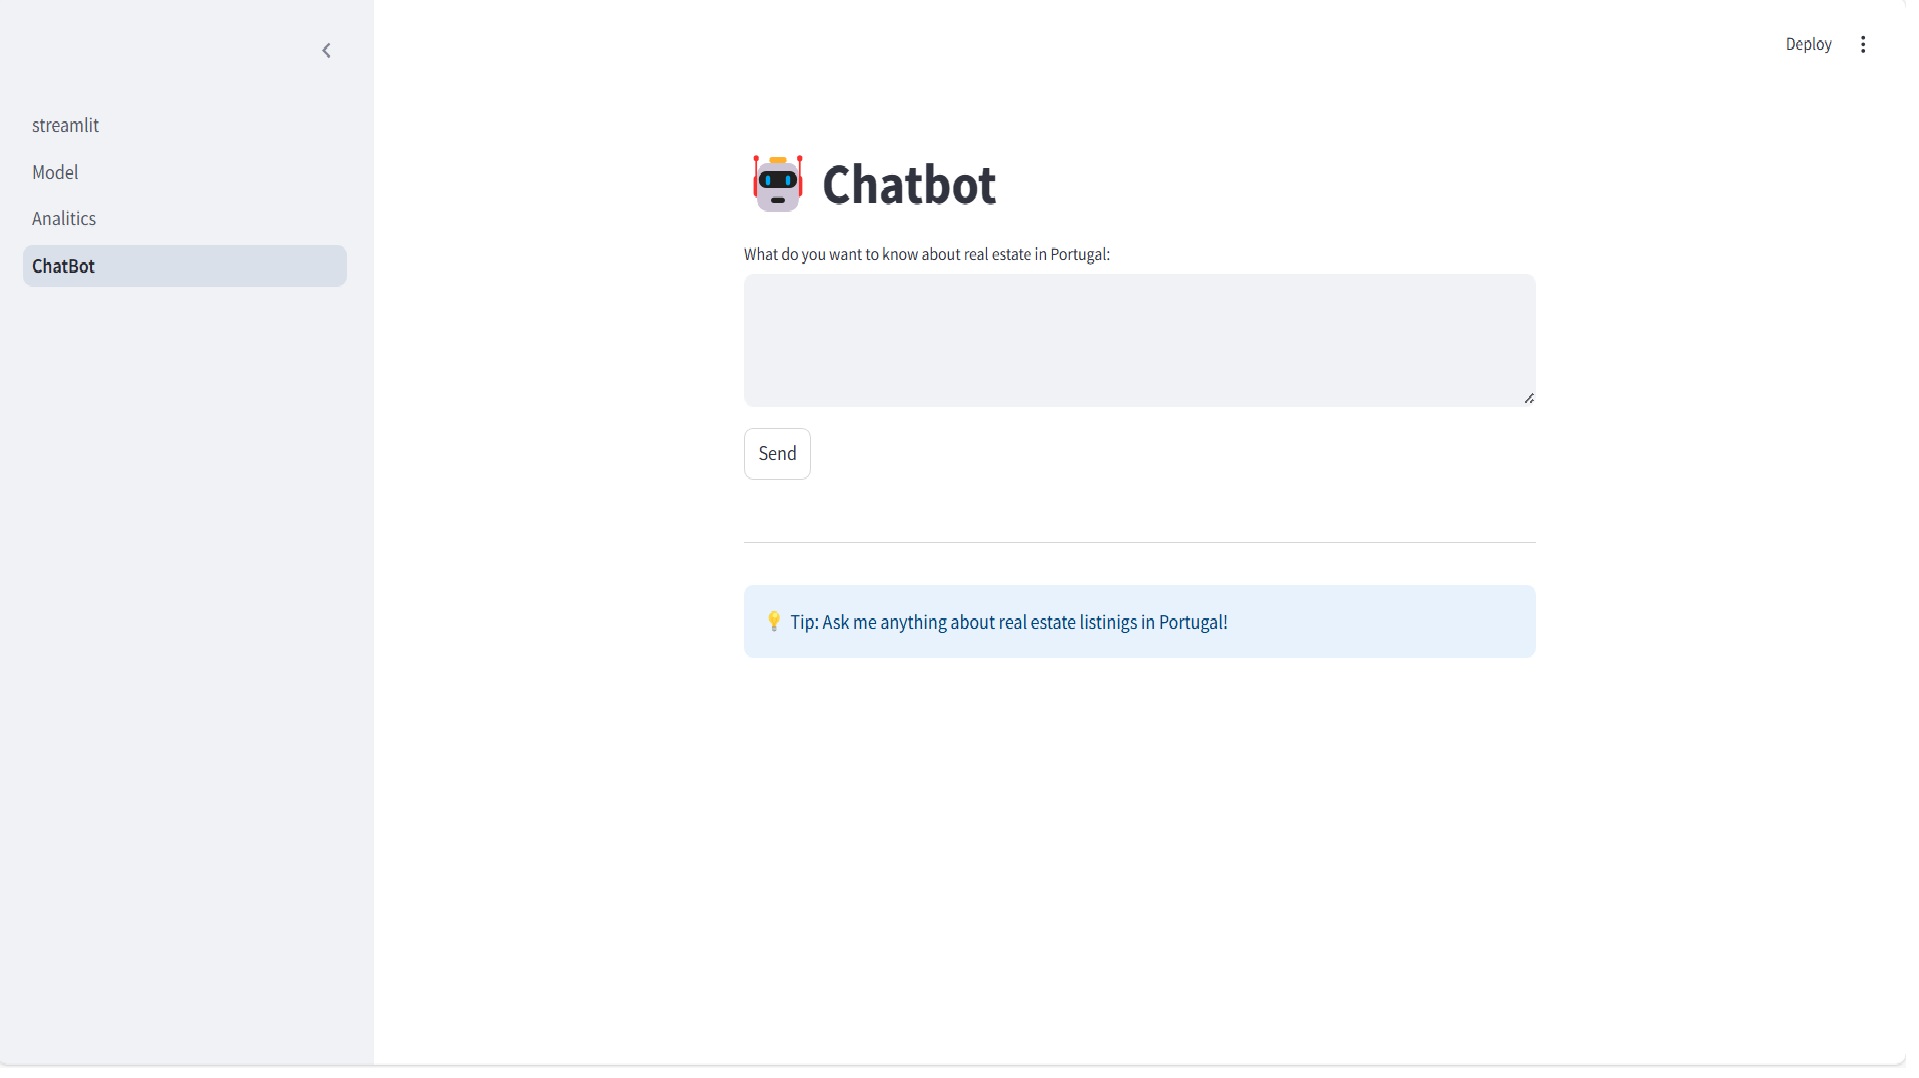 Deploy
streamlit
Model
Analitics
ChatBot
Chatbot
What do you want to know about real estate in Portugal:
Send
Tip: Ask me anything about real estate listinigs in Portugal!